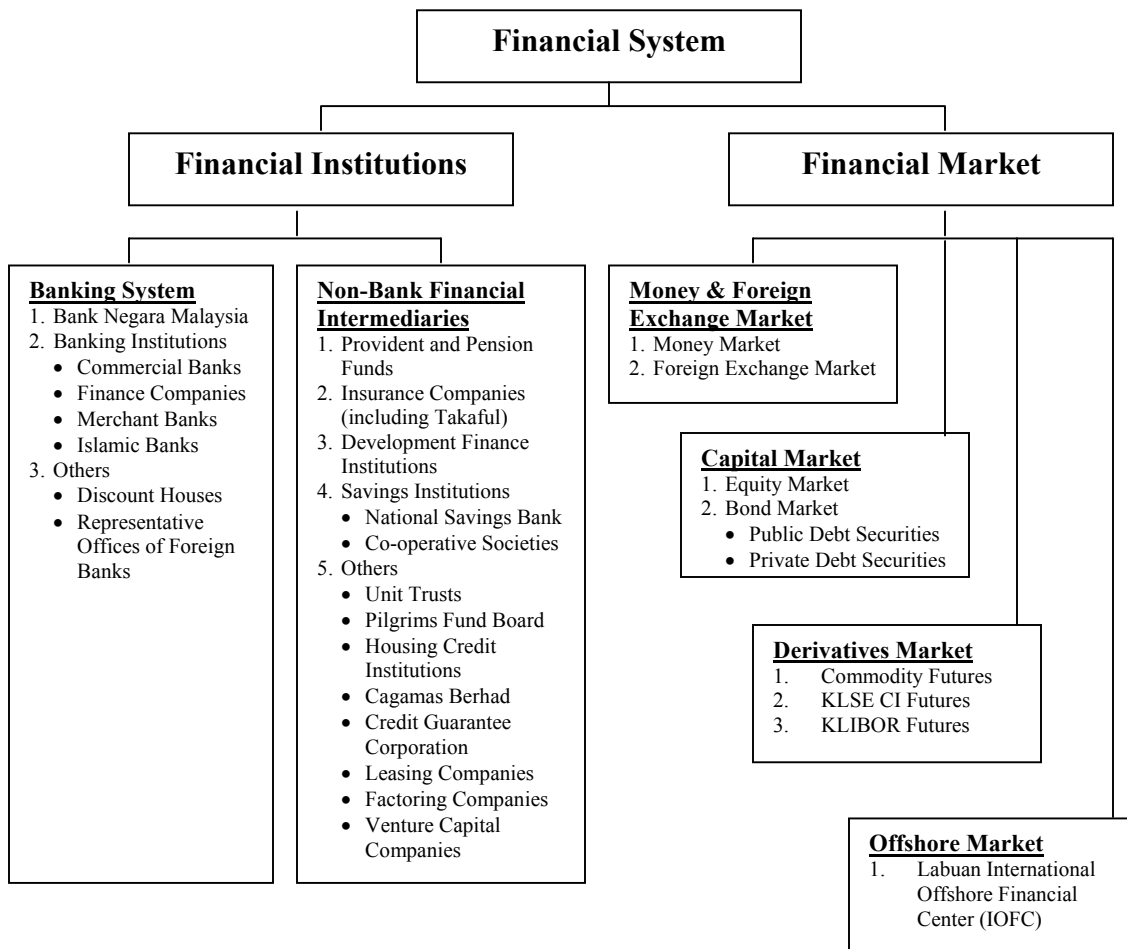 Financial System
Financial Institutions
Financial Market
Banking System
1. Bank Negara Malaysia
2. Banking Institutions
• Commercial Banks
• Finance Companies
• Merchant Banks
• Islamic Banks
3. Others
• Discount Houses
• Representative
Offices of Foreign
Banks
Non-Bank Financial
Intermediaries
1. Provident and Pension
Funds
2. Insurance Companies
(including Takaful)
3. Development Finance
Institutions
4. Savings Institutions
• National Savings Bank
• Co-operative Societies
5. Others
• Unit Trusts
• Pilgrims Fund Board
• Housing Credit
Institutions
• Cagamas Berhad
• Credit Guarantee
Corporation
• Leasing Companies
• Factoring Companies
• Venture Capital
Companies
Money & Foreign
Exchange Market
1. Money Market
2. Foreign Exchange Market
Capital Market
1. Equity Market
2. Bond Market
• Public Debt Securities
• Private Debt Securities
Derivatives Market
1. Commodity Futures
2. KLSE CI Futures
3. KLIBOR Futures
Offshore Market
1. Labuan International
Offshore Financial
Center (IOFC)